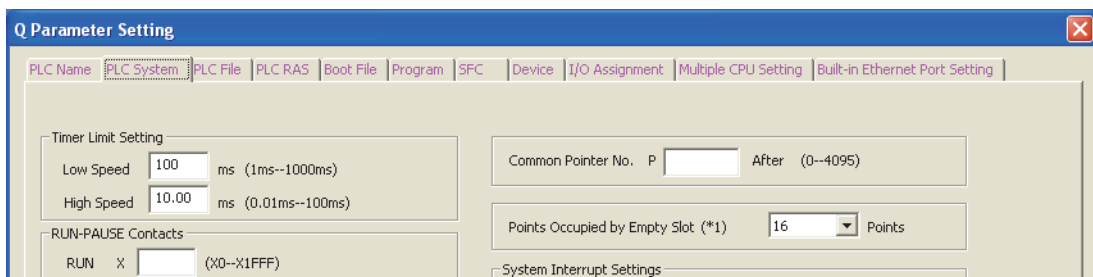 Q Parameter Setting
PLC Name PLC System PLC File PLC RAS Boot File Program SFC Device I/O Assignment Multiple CPU Setting Built-in Ethernet Port Setting
Timer Limit Setting
Low Speed 100 ms (1ms--1000ms)
High Speed 10.00 ms (0.01ms--100ms)
RUN-PAUSE Contacts
RUN X (X0--X1FFF)
Common Pointer No. P After (0--4095)
Points Occupied by Empty Slot (*1) 16 Points
System Interrupt Settings